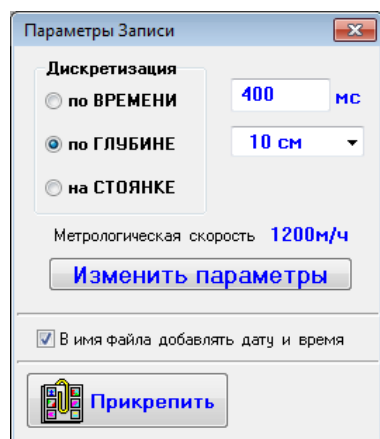 Параметры Записи
Дискретизация
по ВРЕМЕНИ
400 мс
по ГЛУБИНЕ
10 см
на СТОЯНКЕ
Метрологическая скорость 1200м/ч
Изменить параметры
В имя файла добавлять дату и время
Прикрепить